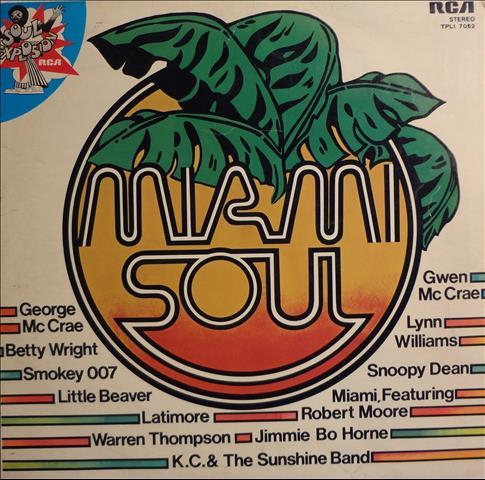 SOUL
EXPLOSION
RCA
RCA
STEREO
TPL1 7062
MIAMI
SOUL
George
Mc Crae
Betty Wright
Smokey 007
Little Beaver
Latimore
Warren Thompson
K.C. & The Sunshine Band
Gwen
Mc Crae
Lynn
Williams
Snoopy Dean
Miami, Featuring
Robert Moore
Jimmie Bo Horne